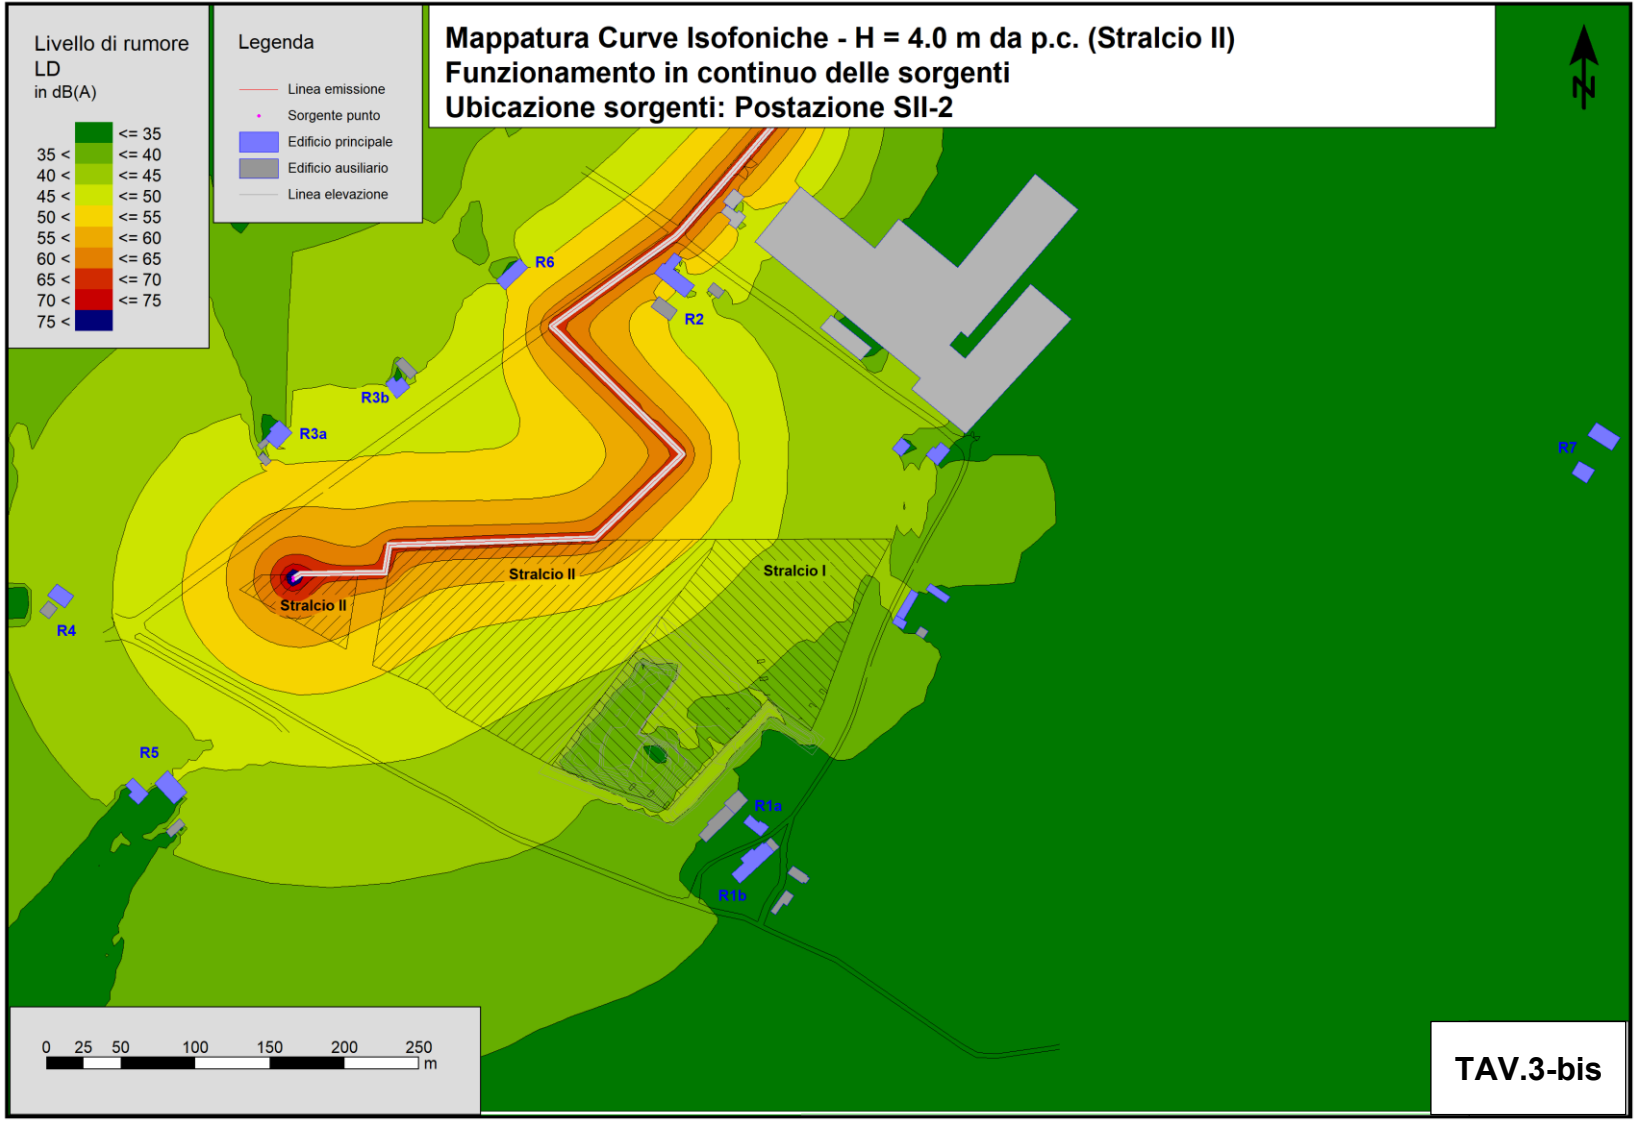 Livello di rumore
LD
in dB(A)
<= 35
35 < <= 40
40 < <= 45
45 < <= 50
50 < <= 55
55 < <= 60
60 < <= 65
65 < <= 70
70 < <= 75
75 <
Legenda
Linea emissione
Sorgente punto
Edificio principale
Edificio ausiliario
Linea elevazione
Mappatura Curve Isofoniche - H = 4.0 m da p.c. (Stralcio II)
Funzionamento in continuo delle sorgenti
Ubicazione sorgenti: Postazione SII-2
N
R6
R2
R3b
R3a
R7
Stralcio II
Stralcio I
Stralcio II
R4
R5
R1a
R1b
0 25 50 100 150 200 250
m
TAV.3-bis